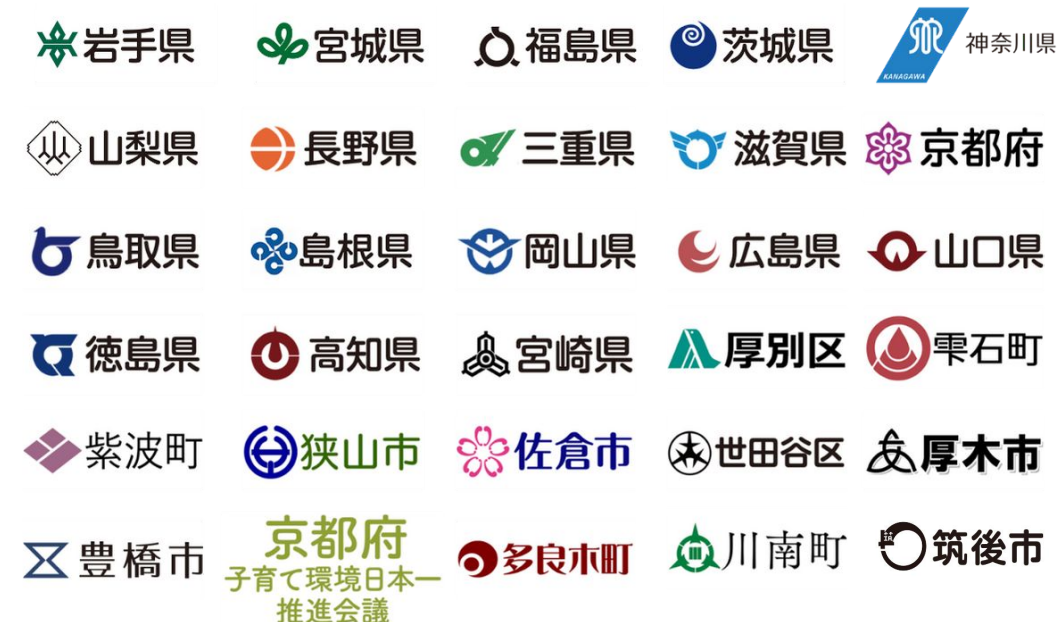 岩手県
宮城県
福島県
茨城県
KANAGAWA
神奈川県
山梨県
長野県
三重県
滋賀県
京都府
鳥取県
島根県
岡山県
広島県
山口県
徳島県
高知県
宮崎県
厚別区
雫石町
紫波町
狭山市
佐倉市
世田谷区
厚木市
豊橋市
京都府
子育て環境日本一
推進会議
多良木町
川南町
筑後市